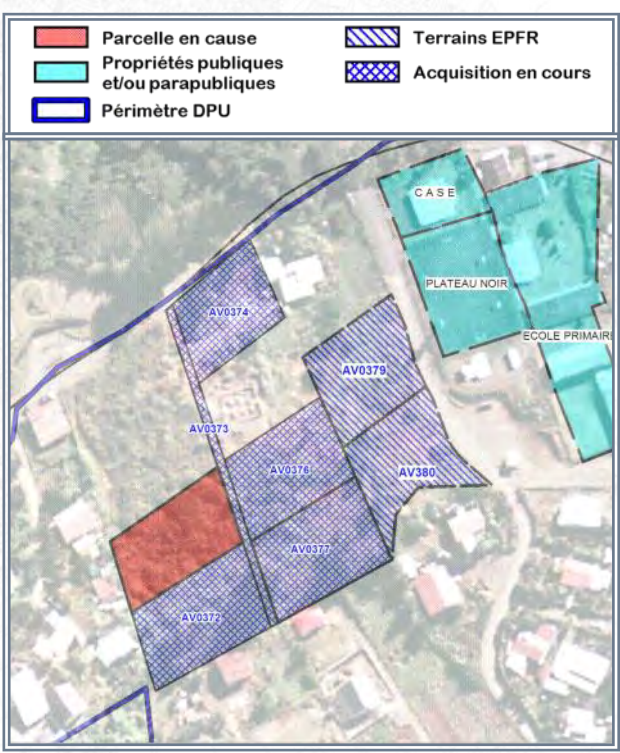 Parcelle en cause
Propriétés publiques
et/ou parapubliques
Périmètre DPU
Terrains EPFR
Acquisition en cours
CASE
PLATEAU NOIR
ECOLE PRIMAIRE
AV0374
AV0379
AV0373
AV0376
AV380
AV0377
AV0372